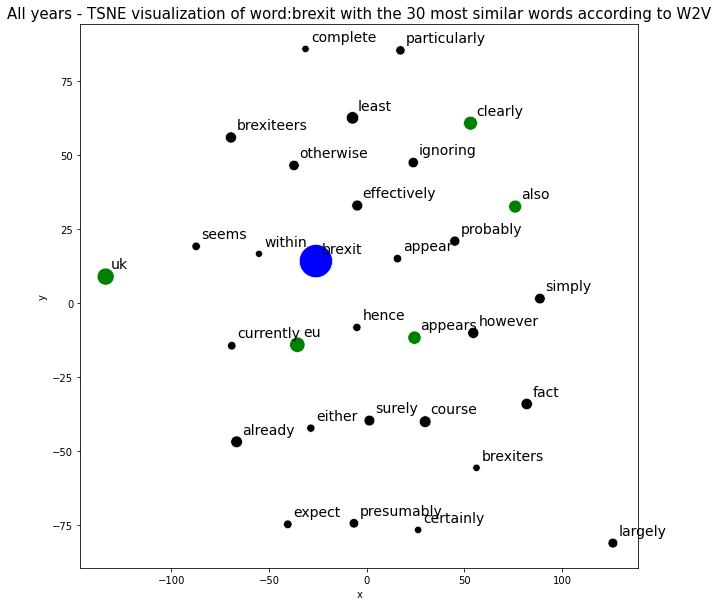 All years - TSNE visualization of word:brexit with the 30 most similar words according to W2V
complete
particularly
75
least
clearly
brexiteers
50
otherwise
ignoring
effectively
also
25
probably
seems
within
brexit
appear
uk
simply
y
0
hence
currently
eu
appears
however
−25
fact
either
surely
course
already
−50
brexiters
expect
presumably
certainly
−75
largely
−100
−50
0
50
100
x